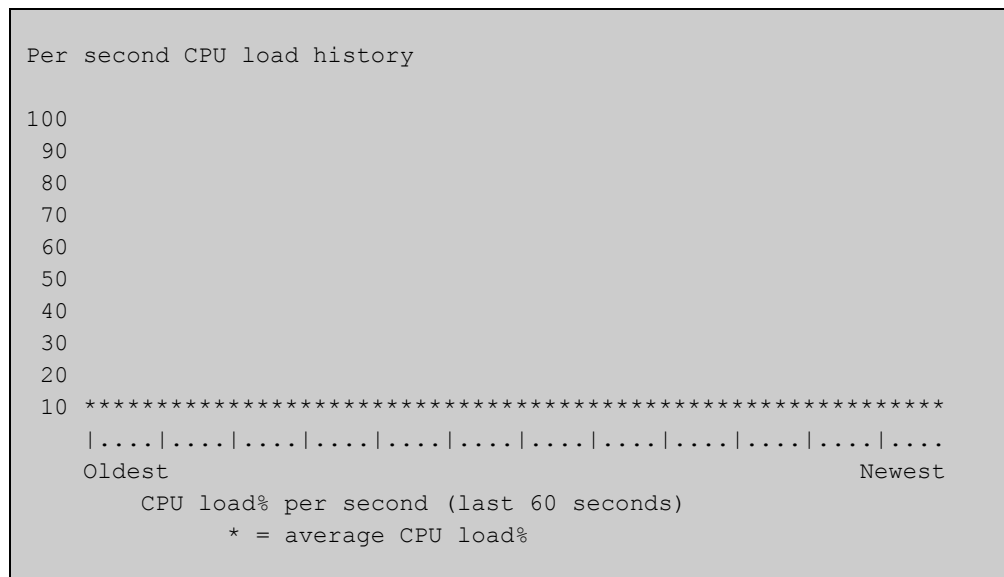 Per second CPU load history
100
90
80
70
60
50
40
30
20
10 ************************************************************
|....|....|....|....|....|....|....|....|....|....|....|....
Oldest Newest
CPU load% per second (last 60 seconds)
* = average CPU load%